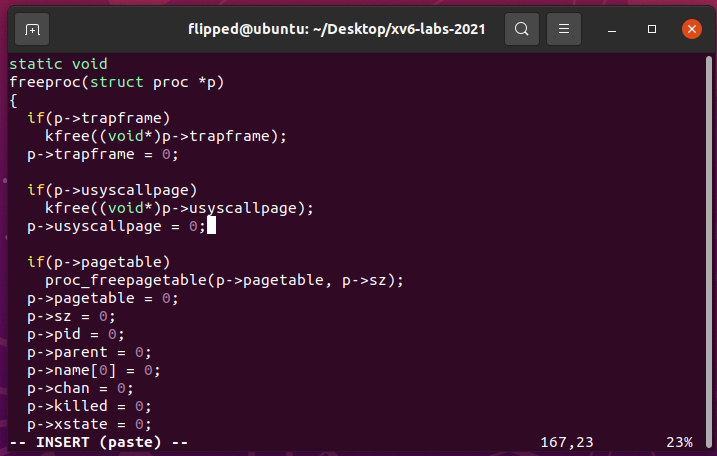 flipped@ubuntu: ~/Desktop/xv6-labs-2021
static void
freeproc(struct proc *p)
{
  if(p->trapframe)
    kfree((void*)p->trapframe);
  p->trapframe = 0;

  if(p->usyscallpage)
    kfree((void*)p->usyscallpage);
  p->usyscallpage = 0;

  if(p->pagetable)
    proc_freepagetable(p->pagetable, p->sz);
  p->pagetable = 0;
  p->sz = 0;
  p->pid = 0;
  p->parent = 0;
  p->name[0] = 0;
  p->chan = 0;
  p->killed = 0;
  p->xstate = 0;
-- INSERT (paste) -- 167,23 23%